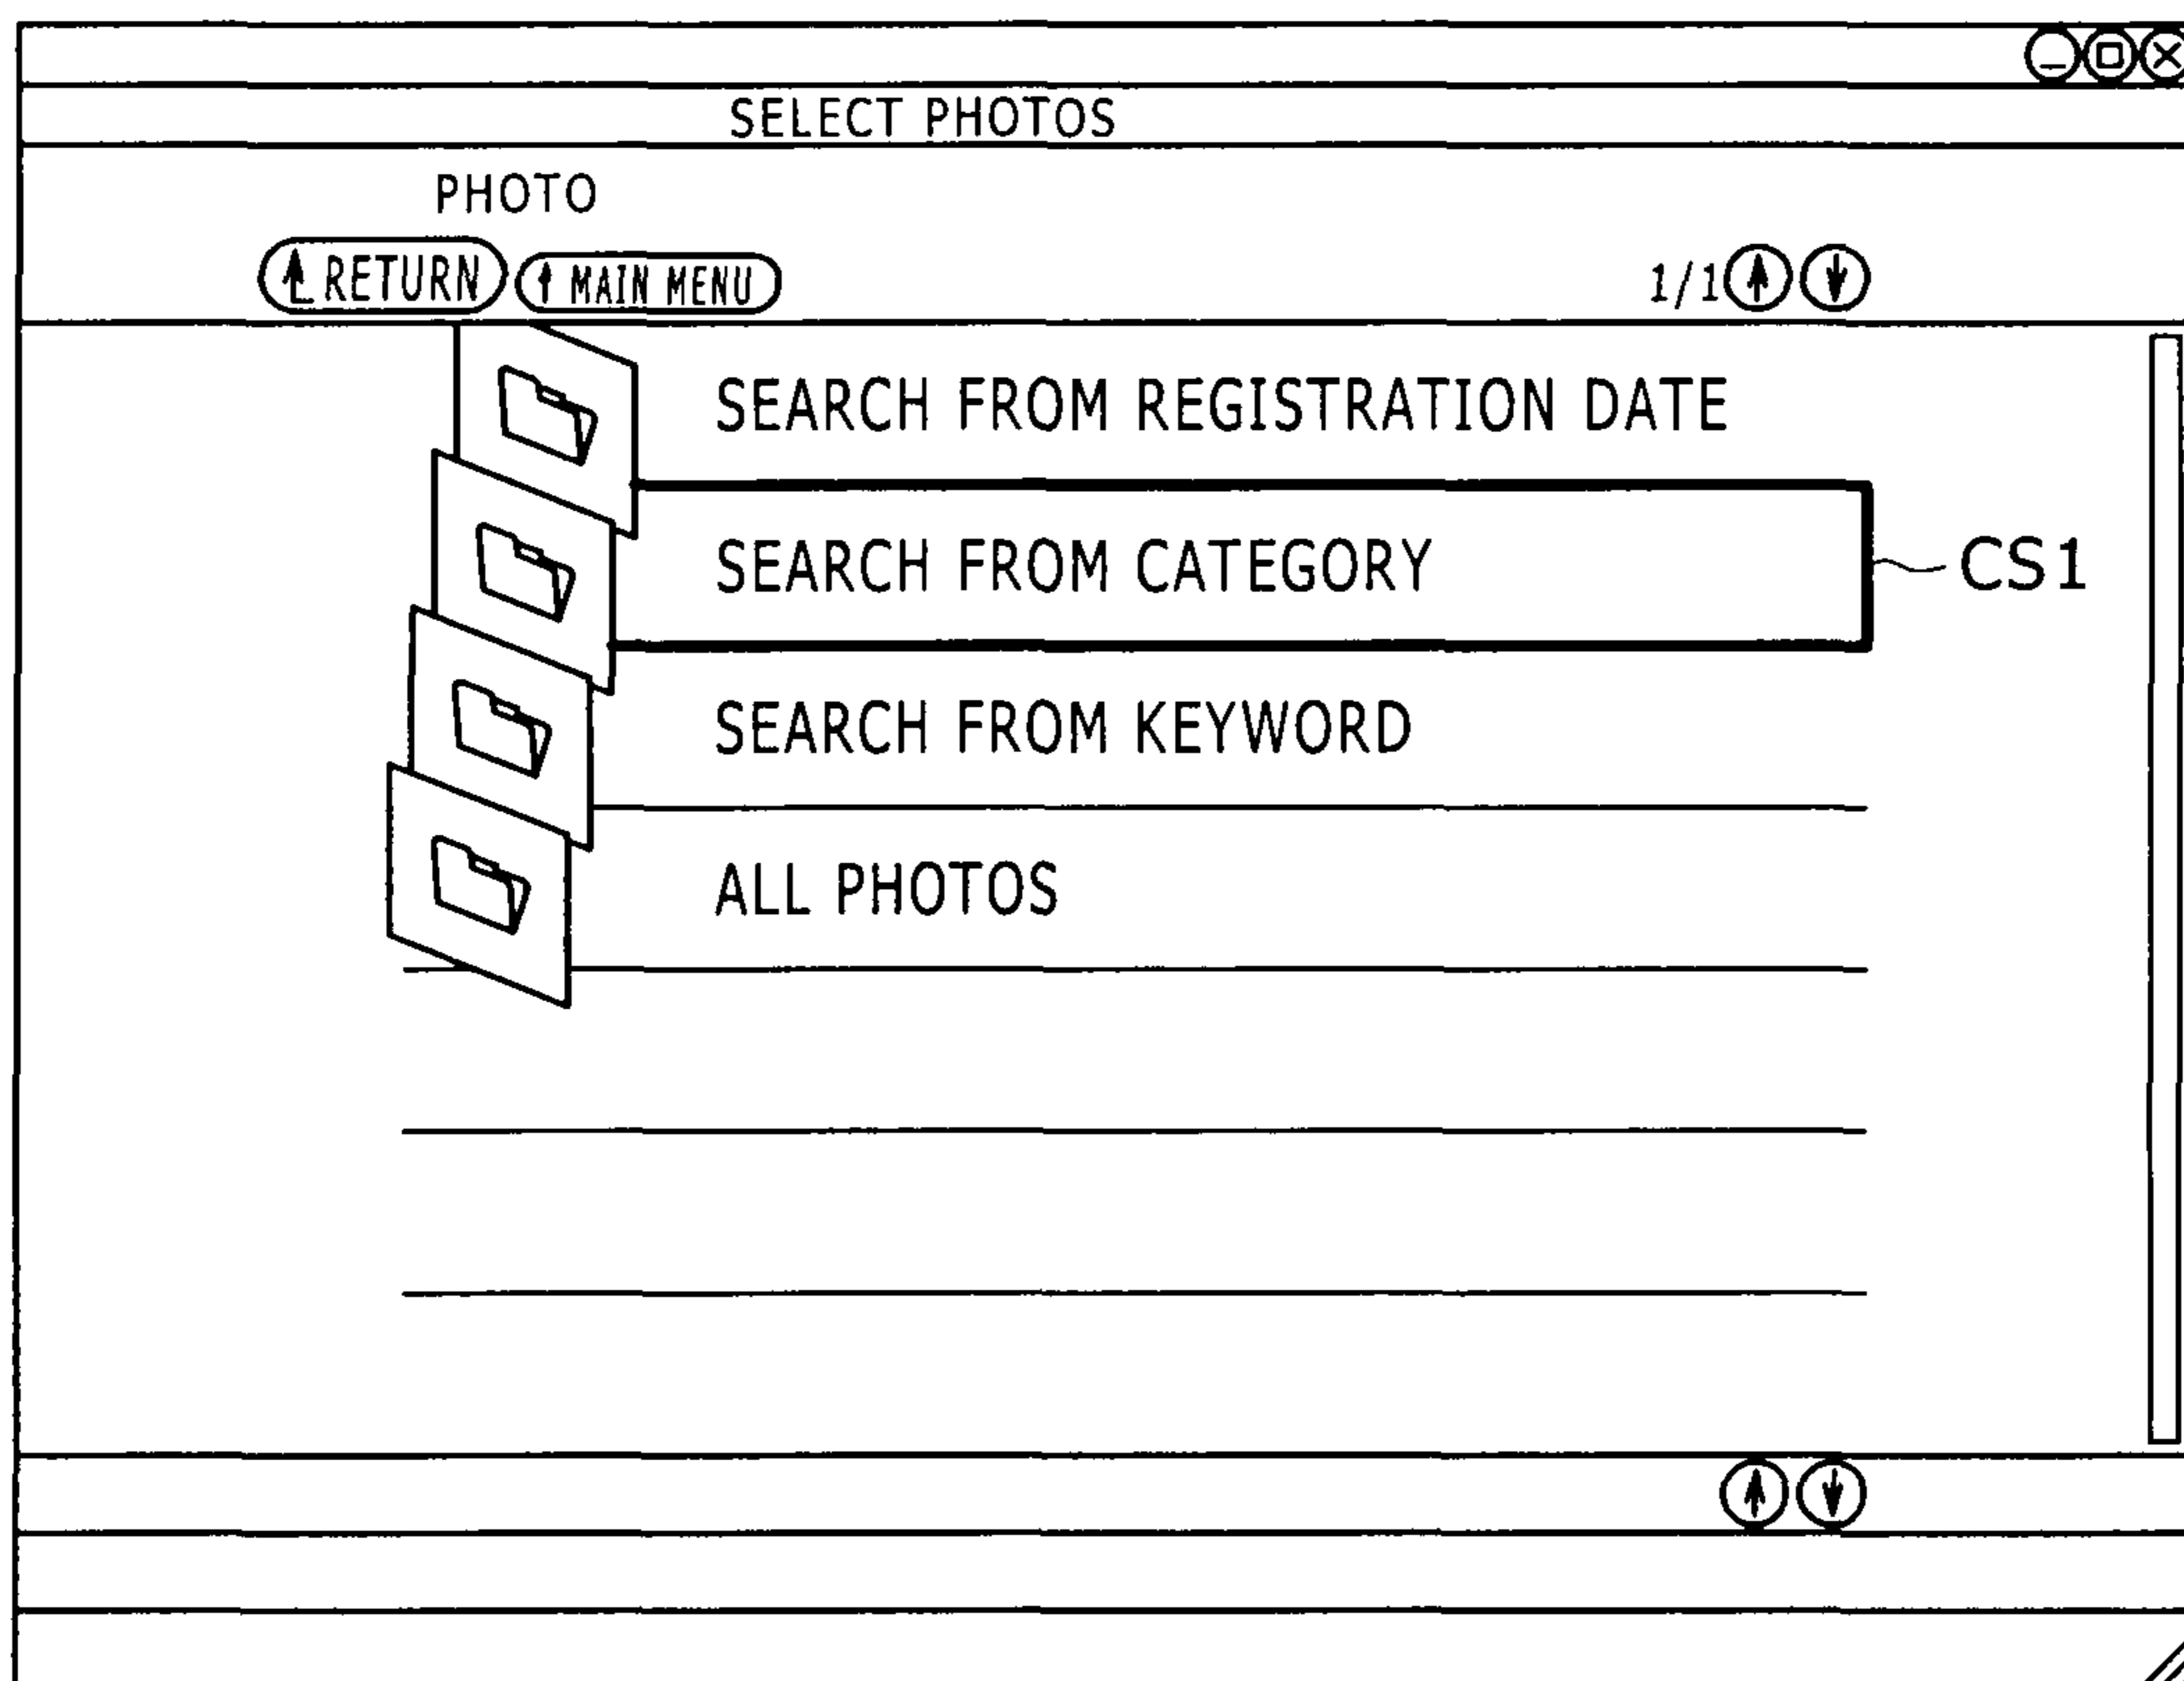 SELECT PHOTOS
PHOTO
RETURN MAIN MENU 1/1
SEARCH FROM REGISTRATION DATE
SEARCH FROM CATEGORY CS1
SEARCH FROM KEYWORD
ALL PHOTOS